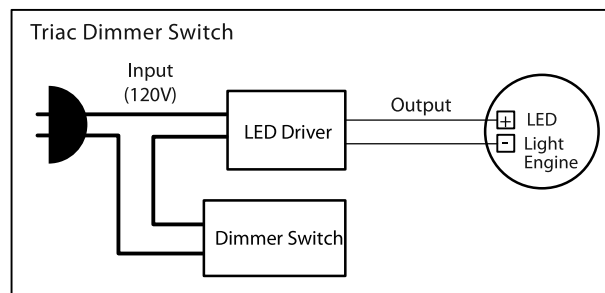 Triac Dimmer Switch
Input
(120V)
LED Driver
Output
+
LED
-
Light
Engine
Dimmer Switch